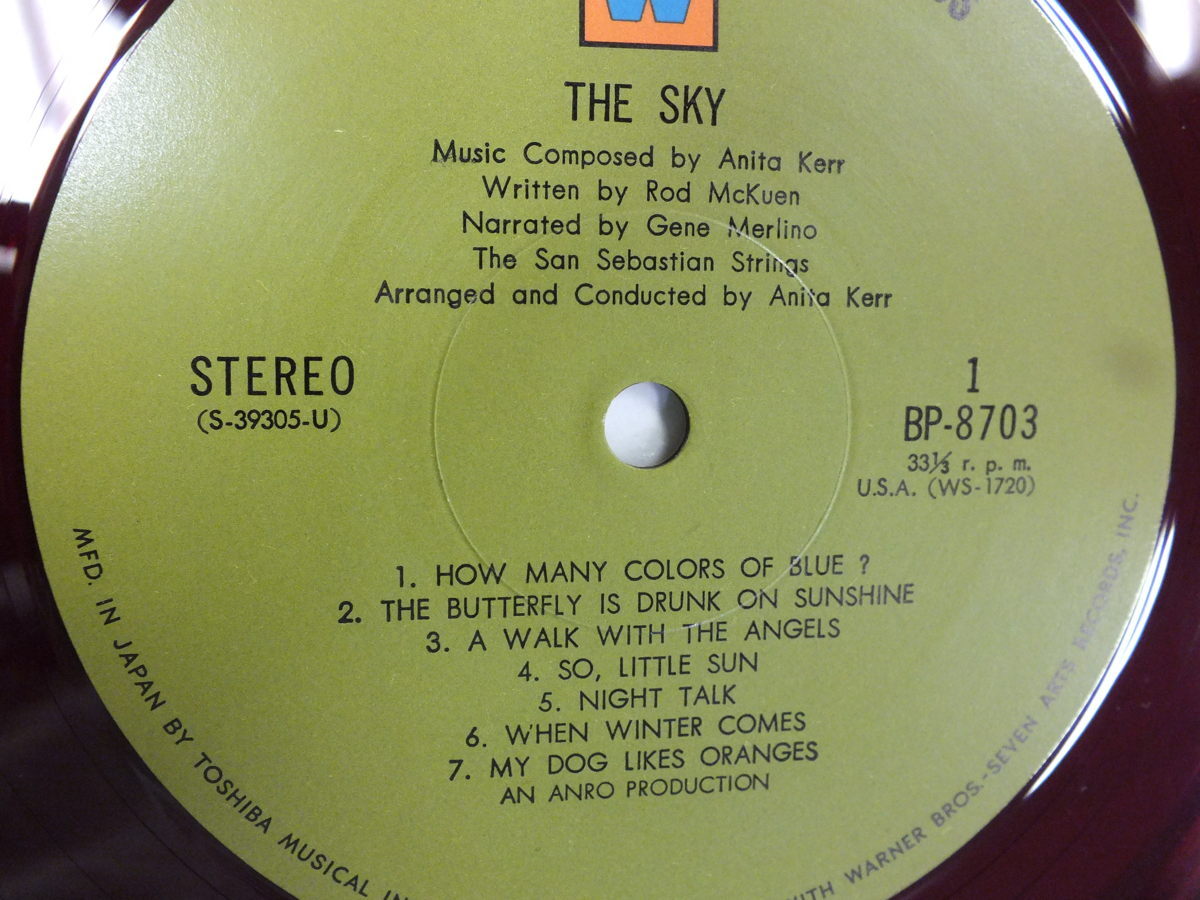 W
THE SKY
Music Composed by Anita Kerr
Written by Rod McKuen
Narrated by Gene Merlino
The San Sebastian Strings
Arranged and Conducted by Anita Kerr
STEREO
(S-39305-U)
1
BP-8703
33⅓ r. p. m.
U.S.A. (WS-1720)
1. HOW MANY COLORS OF BLUE ?
2. THE BUTTERFLY IS DRUNK ON SUNSHINE
3. A WALK WITH THE ANGELS
4. SO, LITTLE SUN
5. NIGHT TALK
6. WHEN WINTER COMES
7. MY DOG LIKES ORANGES
AN ANRO PRODUCTION
MFD. IN JAPAN BY TOSHIBA MUSICAL
WITH WARNER BROS.-SEVEN ARTS RECORDS, INC.